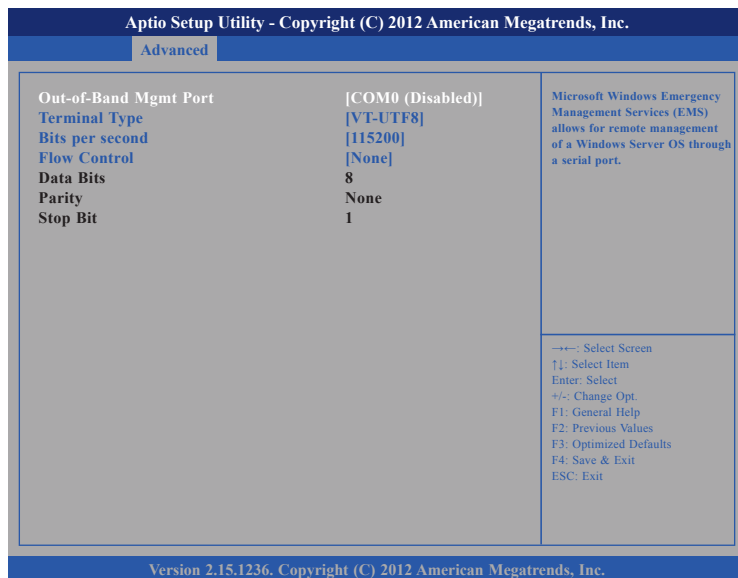 Aptio Setup Utility - Copyright (C) 2012 American Megatrends, Inc.
Advanced
Out-of-Band Mgmt Port [COM0 (Disabled)]
Terminal Type [VT-UTF8]
Bits per second [115200]
Flow Control [None]
Data Bits 8
Parity None
Stop Bit 1
Microsoft Windows Emergency
Management Services (EMS)
allows for remote management
of a Windows Server OS through
a serial port.
→←: Select Screen
↑↓: Select Item
Enter: Select
+/-: Change Opt.
F1: General Help
F2: Previous Values
F3: Optimized Defaults
F4: Save & Exit
ESC: Exit
Version 2.15.1236. Copyright (C) 2012 American Megatrends, Inc.